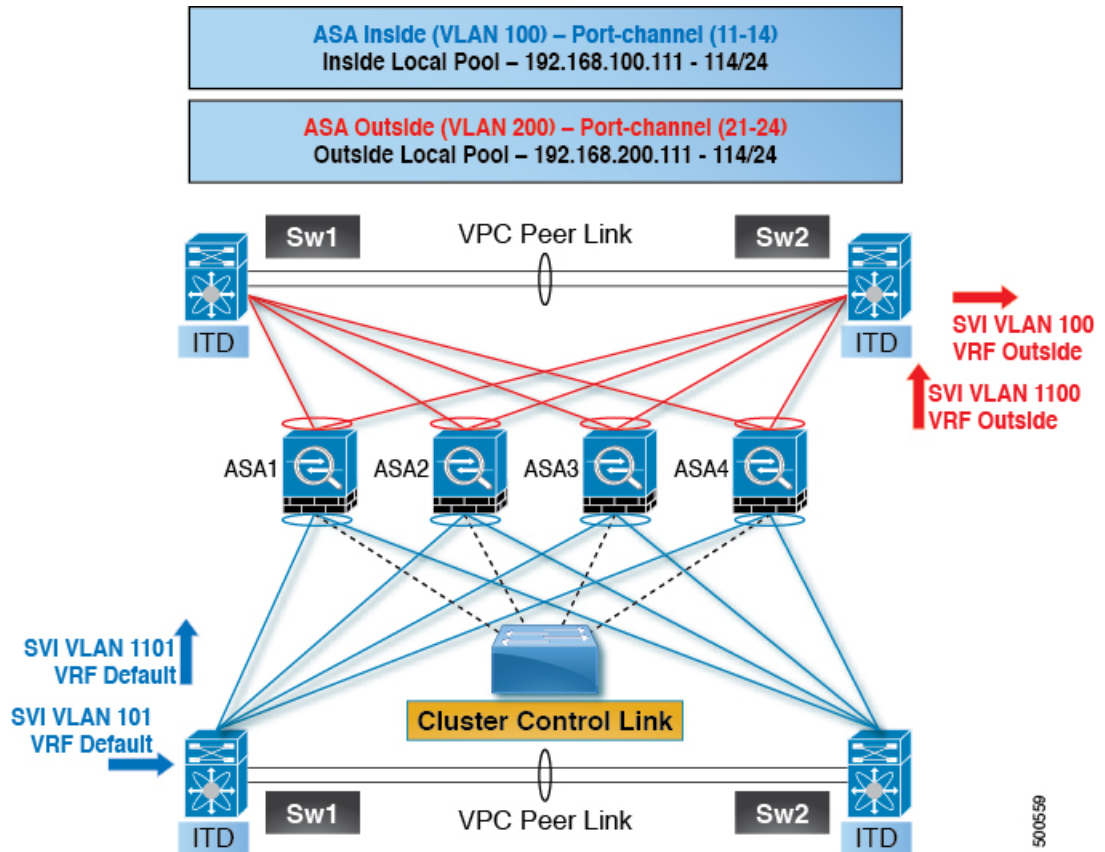 ASA Inside (VLAN 100) – Port-channel (11-14)
Inside Local Pool – 192.168.100.111 - 114/24
ASA Outside (VLAN 200) – Port-channel (21-24)
Outside Local Pool – 192.168.200.111 - 114/24
Sw1
VPC Peer Link
Sw2
ITD
ITD
SVI VLAN 100
VRF Outside
SVI VLAN 1100
VRF Outside
ASA1
ASA2
ASA3
ASA4
SVI VLAN 1101
VRF Default
SVI VLAN 101
VRF Default
Cluster Control Link
Sw1
VPC Peer Link
Sw2
ITD
ITD
500559